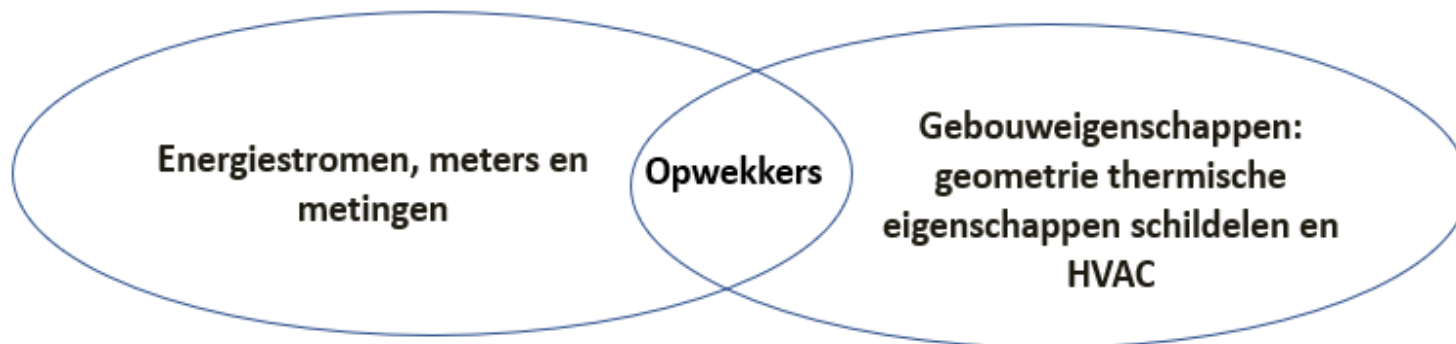 Energiestromen, meters en
metingen
Opwekkers
Gebouweigenschappen:
geometrie thermische
eigenschappen schildelen en
HVAC